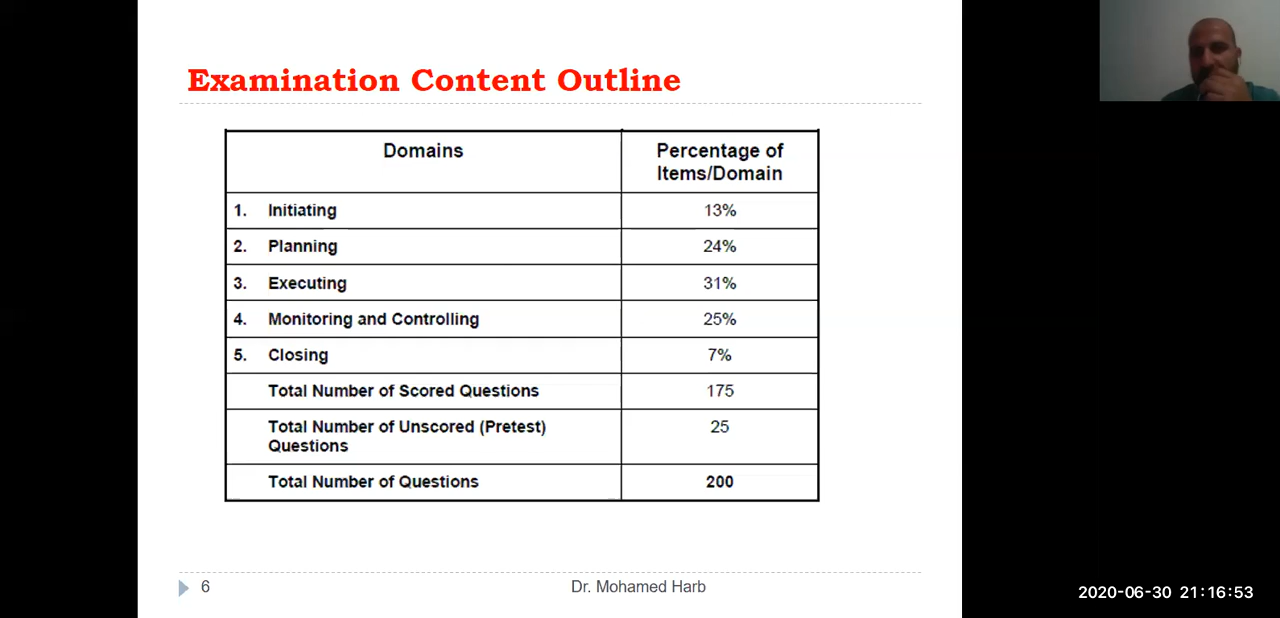 Examination Content Outline
Domains
Percentage of
Items/Domain
1. Initiating 13%
2. Planning 24%
3. Executing 31%
4. Monitoring and Controlling 25%
5. Closing 7%
Total Number of Scored Questions 175
Total Number of Unscored (Pretest) 25
Questions
Total Number of Questions 200
6 Dr. Mohamed Harb
2020-06-30 21:16:53